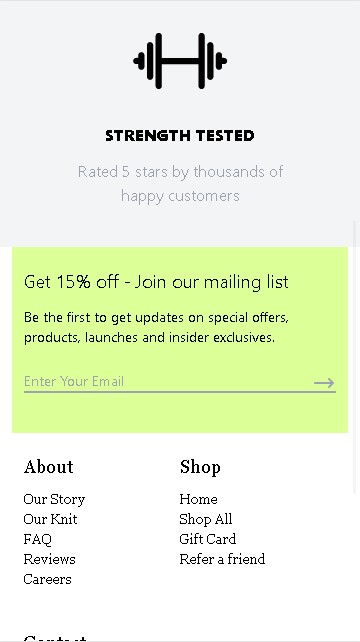 STRENGTH TESTED
Rated 5 stars by thousands of
happy customers
Get 15% off - Join our mailing list
Be the first to get updates on special offers,
products, launches and insider exclusives.
Enter Your Email
About
Our Story
Our Knit
FAQ
Reviews
Careers
Shop
Home
Shop All
Gift Card
Refer a friend
Contact